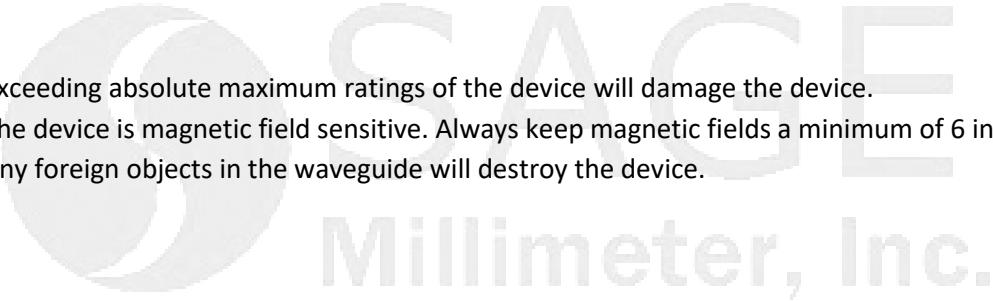 SAGE
xceeding absolute maximum ratings of the device will damage the device.
he device is magnetic field sensitive. Always keep magnetic fields a minimum of 6 in
ny foreign objects in the waveguide will destroy the device.
Millimeter, Inc.